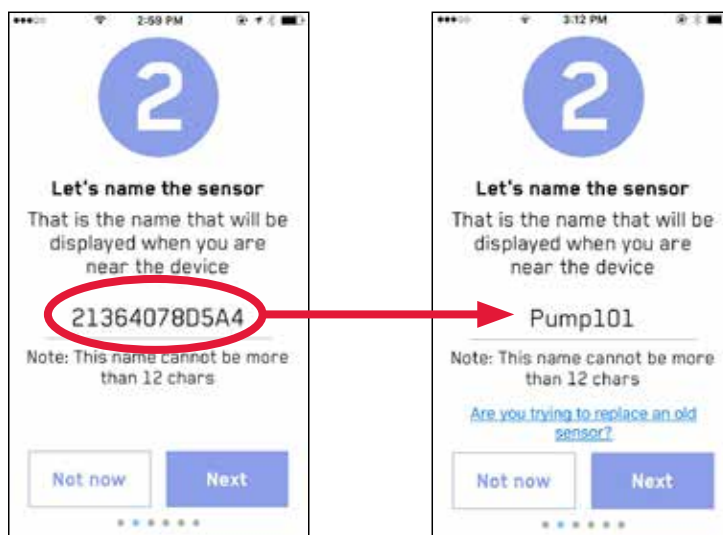 2:59 PM
2
Let's name the sensor
That is the name that will be
displayed when you are
near the device
21364078D5A4
Note: This name cannot be more
than 12 chars
Not now
Next
3:12 PM
2
Let's name the sensor
That is the name that will be
displayed when you are
near the device
Pump101
Note: This name cannot be more
than 12 chars
Are you trying to replace an old
sensor?
Not now
Next